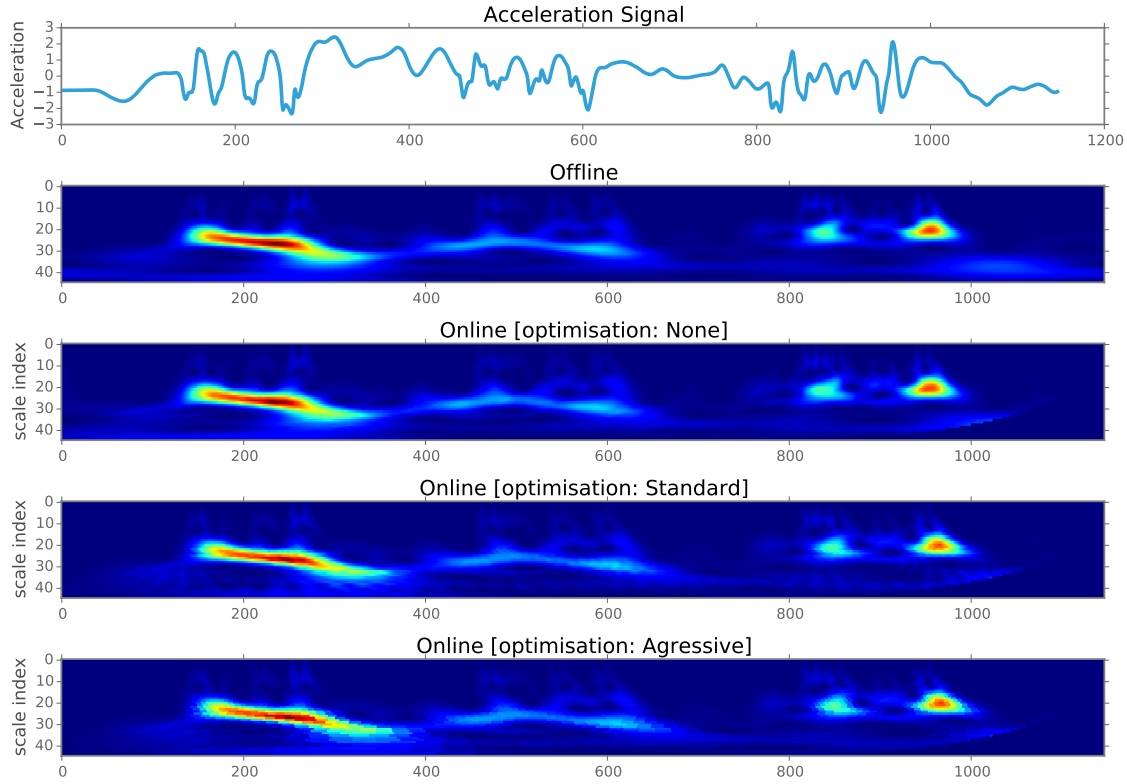 Acceleration Signal
Acceleration
3
2
1
0
−1
−2
−3
0 200 400 600 800 1000 1200
Offline
0
10
20
30
40
0 200 400 600 800 1000
Online [optimisation: None]
scale index
0
10
20
30
40
0 200 400 600 800 1000
Online [optimisation: Standard]
scale index
0
10
20
30
40
0 200 400 600 800 1000
Online [optimisation: Agressive]
scale index
0
10
20
30
40
0 200 400 600 800 1000